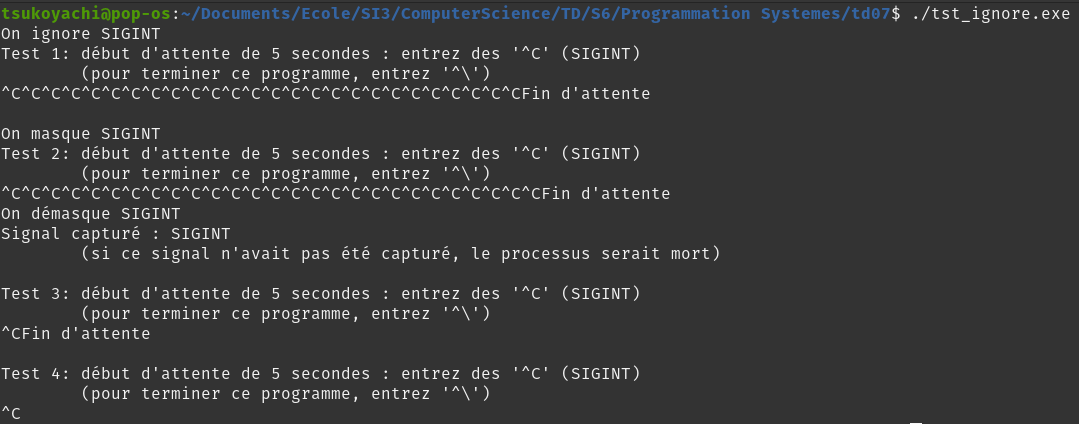 tsukoyachi@pop-os:~/Documents/Ecole/SI3/ComputerScience/TD/S6/Programmation Systemes/td07$ ./tst_ignore.exe
On ignore SIGINT
Test 1: début d'attente de 5 secondes : entrez des '^C' (SIGINT)
        (pour terminer ce programme, entrez '^\')
^C^C^C^C^C^C^C^C^C^C^C^C^C^C^C^C^C^C^C^C^C^C^C^C^C^CFin d'attente

On masque SIGINT
Test 2: début d'attente de 5 secondes : entrez des '^C' (SIGINT)
        (pour terminer ce programme, entrez '^\')
^C^C^C^C^C^C^C^C^C^C^C^C^C^C^C^C^C^C^C^C^C^C^C^C^C^C^CFin d'attente
On démasque SIGINT
Signal capturé : SIGINT
        (si ce signal n'avait pas été capturé, le processus serait mort)

Test 3: début d'attente de 5 secondes : entrez des '^C' (SIGINT)
        (pour terminer ce programme, entrez '^\')
^CFin d'attente

Test 4: début d'attente de 5 secondes : entrez des '^C' (SIGINT)
        (pour terminer ce programme, entrez '^\')
^C